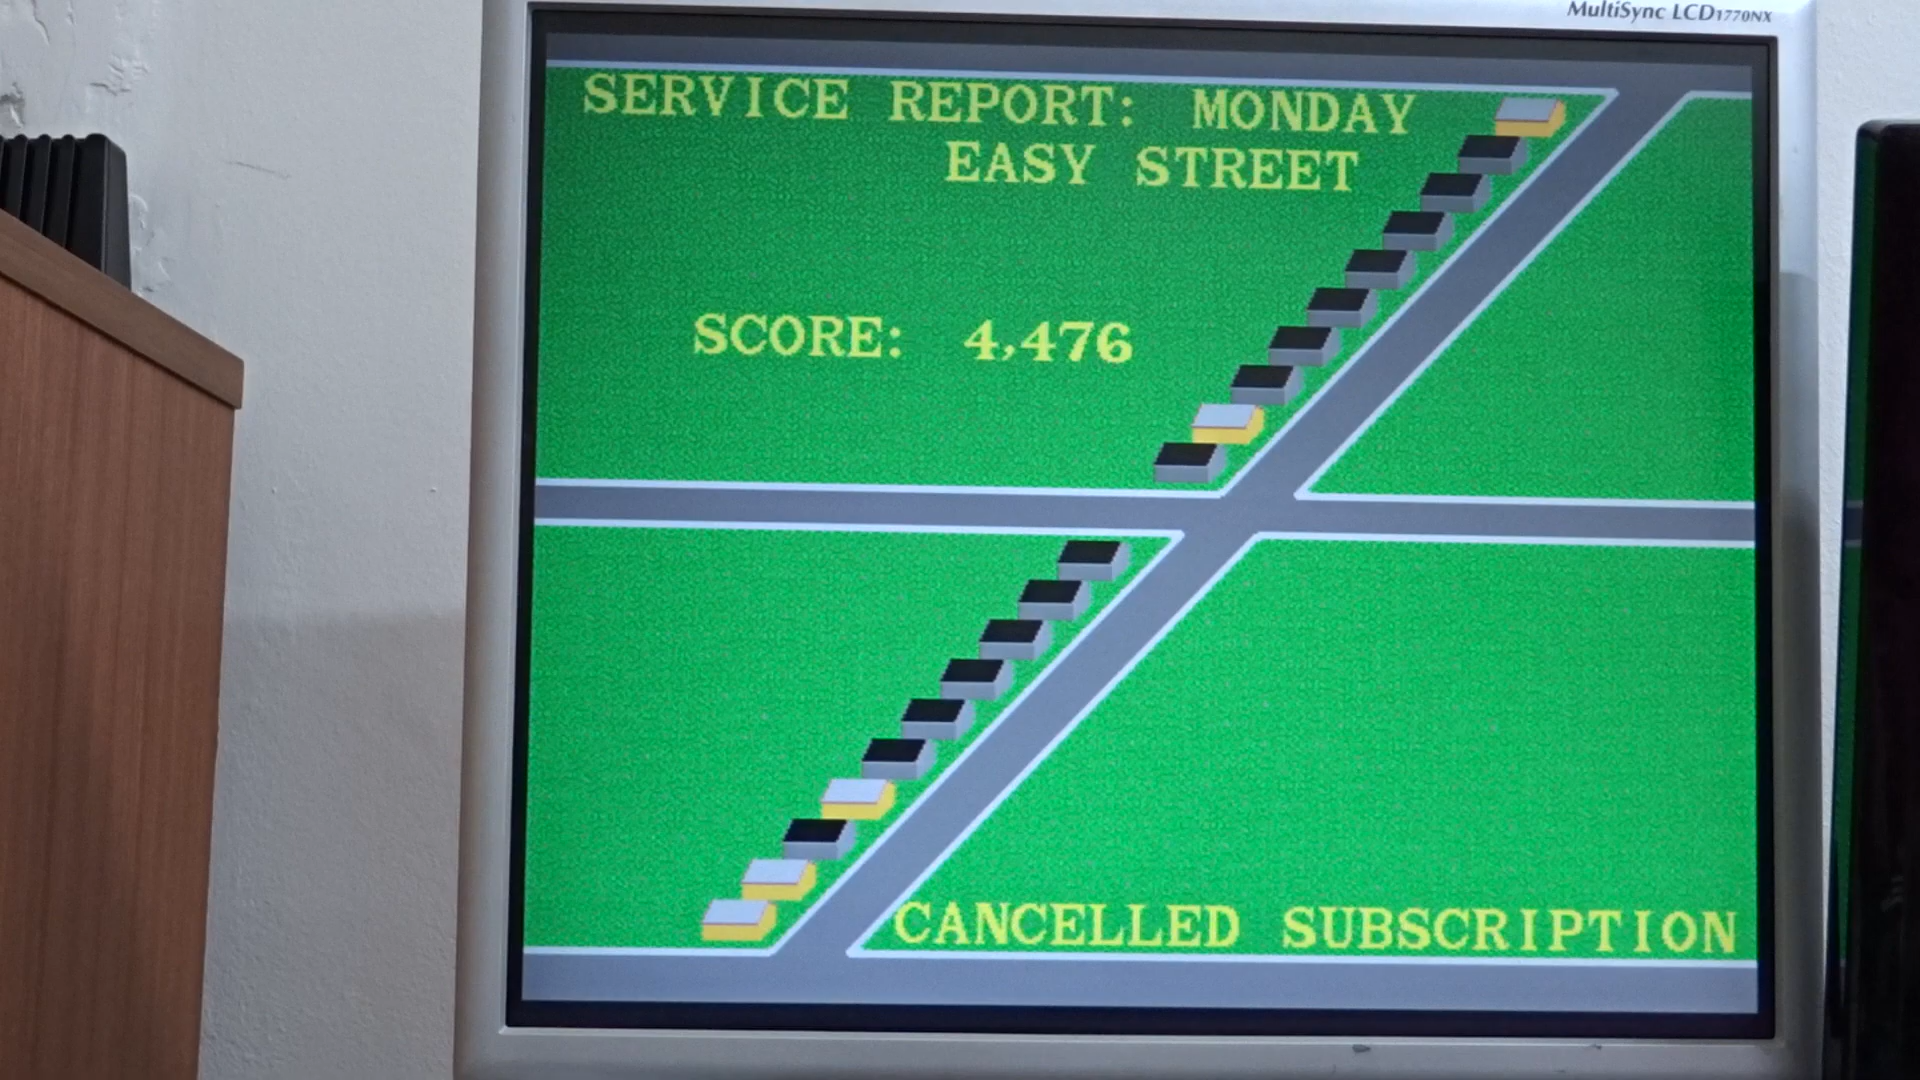 MultiSync LCD1770NX
SERVICE REPORT: MONDAY
EASY STREET
SCORE: 4,476
CANCELLED SUBSCRIPTION